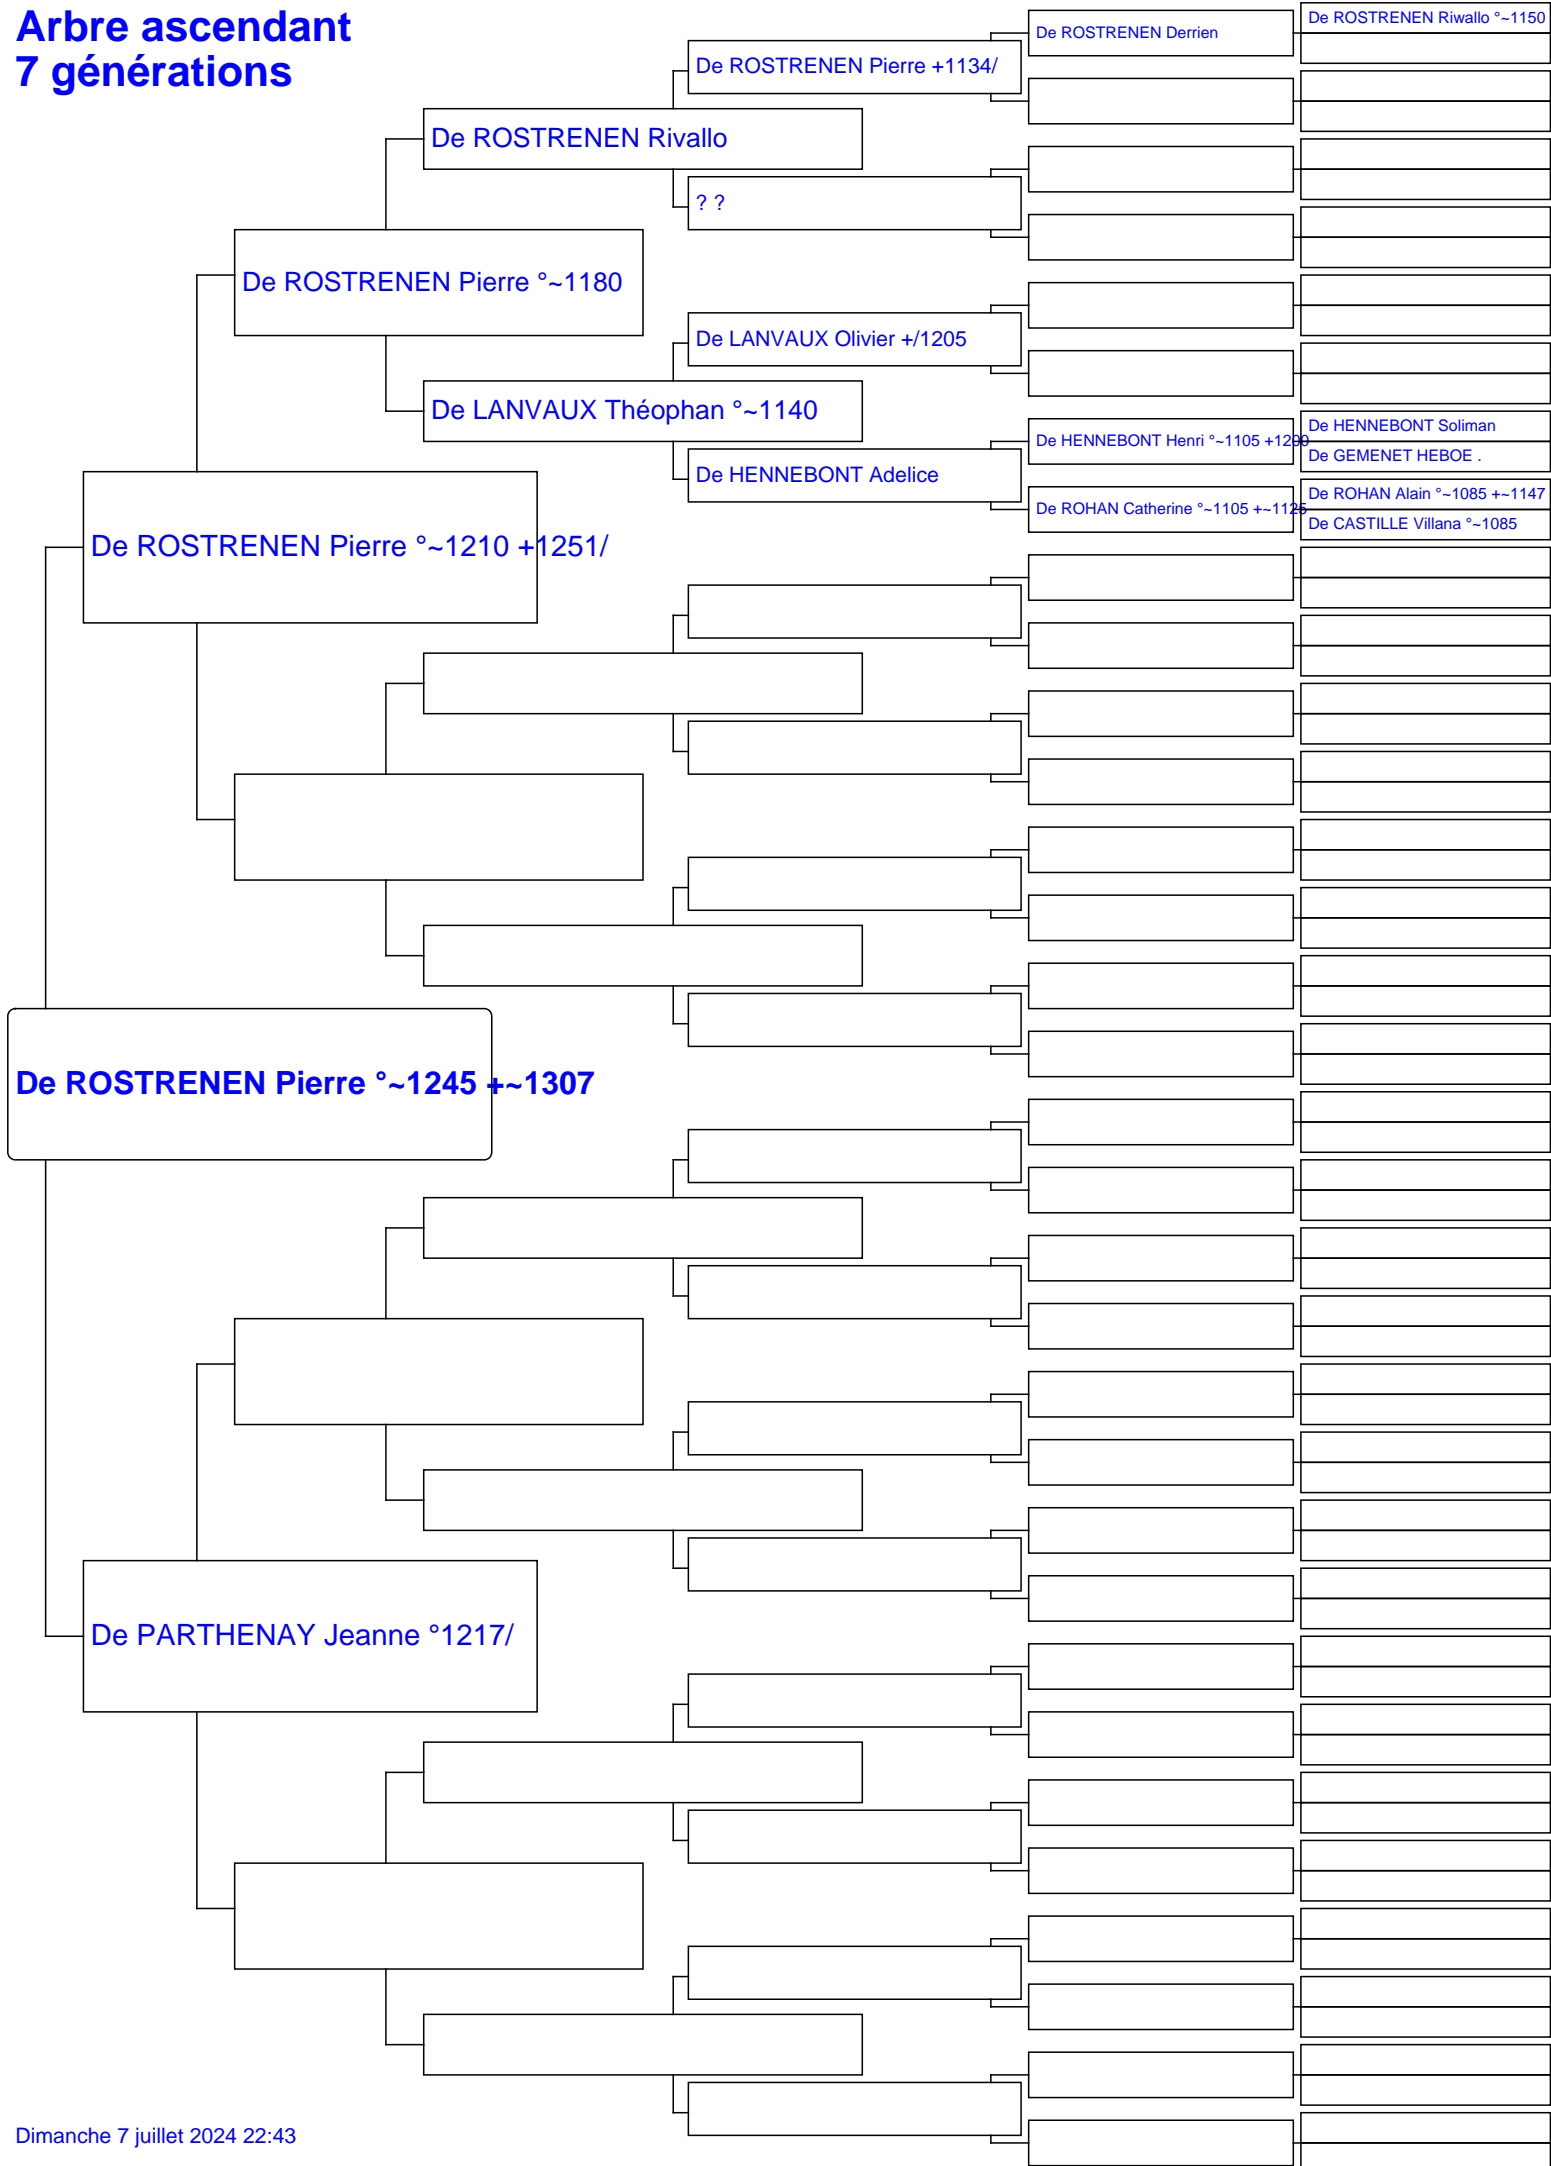 Arbre ascendant
7 générations
De ROSTRENEN Riwallo °~1150
De ROSTRENEN Derrien
De ROSTRENEN Pierre +1134/
De ROSTRENEN Rivallo
? ?
De ROSTRENEN Pierre °~1180
De LANVAUX Olivier +/1205
De LANVAUX Théophan °~1140
De HENNEBONT Soliman
De HENNEBONT Henri °~1105 +1200
De GEMENET HEBOE .
De HENNEBONT Adelice
De ROHAN Alain °~1085 +~1147
De ROHAN Catherine °~1105 +~1125
De CASTILLE Villana °~1085
De ROSTRENEN Pierre °~1210 +1251/
De ROSTRENEN Pierre °~1245 +~1307
De PARTHENAY Jeanne °1217/
Dimanche 7 juillet 2024 22:43